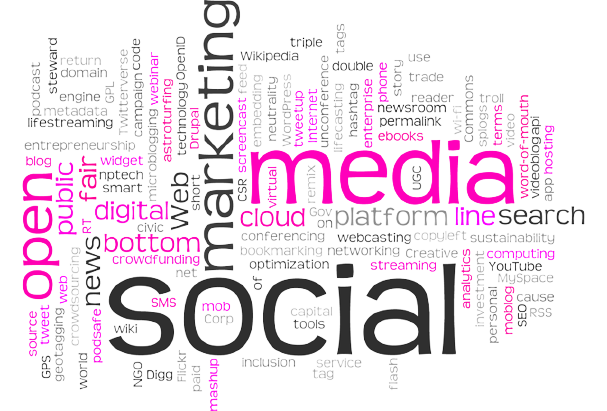 podcast
steward
return
domain
engine
GPL
metadata
lifestreaming
Twitterverse
campaign
code
webinar
astroturfing
microblogging
technology
OpenID
Drupal
marketing
screencast
feed
Wikipedia
embedding
neutrality
WordPress
tweetup
triple
Internet
unconference
tags
lifecasting
double
hashtag
enterprise
phone
story
use
trade
reader
newsroom
permalink
ebooks
wi-fi
Commons
splogs
troll
terms
video
word-of-mouth
videoblog
api
app
hosting
entrepreneurship
blog
widget
nptech
smart
open
public
fair
RT
digital
civic
Web
short
CSR
virtual
media
remix
ugc
cloud
Gov
on
platform
line
search
news
bottom
crowdfunding
net
conferencing
webcasting
copyleft
sustainability
bookmarking
networking
Creative
computing
of
optimization
streaming
analytics
YouTube
MySpace
investment
source
tweet
GPS
geotagging
web
crowdsourcing
podsafe
world
social
SMS
wiki
mob
Corp
capital
tools
personal
moblog
SEO
cause
RSS
NGO
Digg
Flickr
paid
mashup
inclusion
service
tag
flash